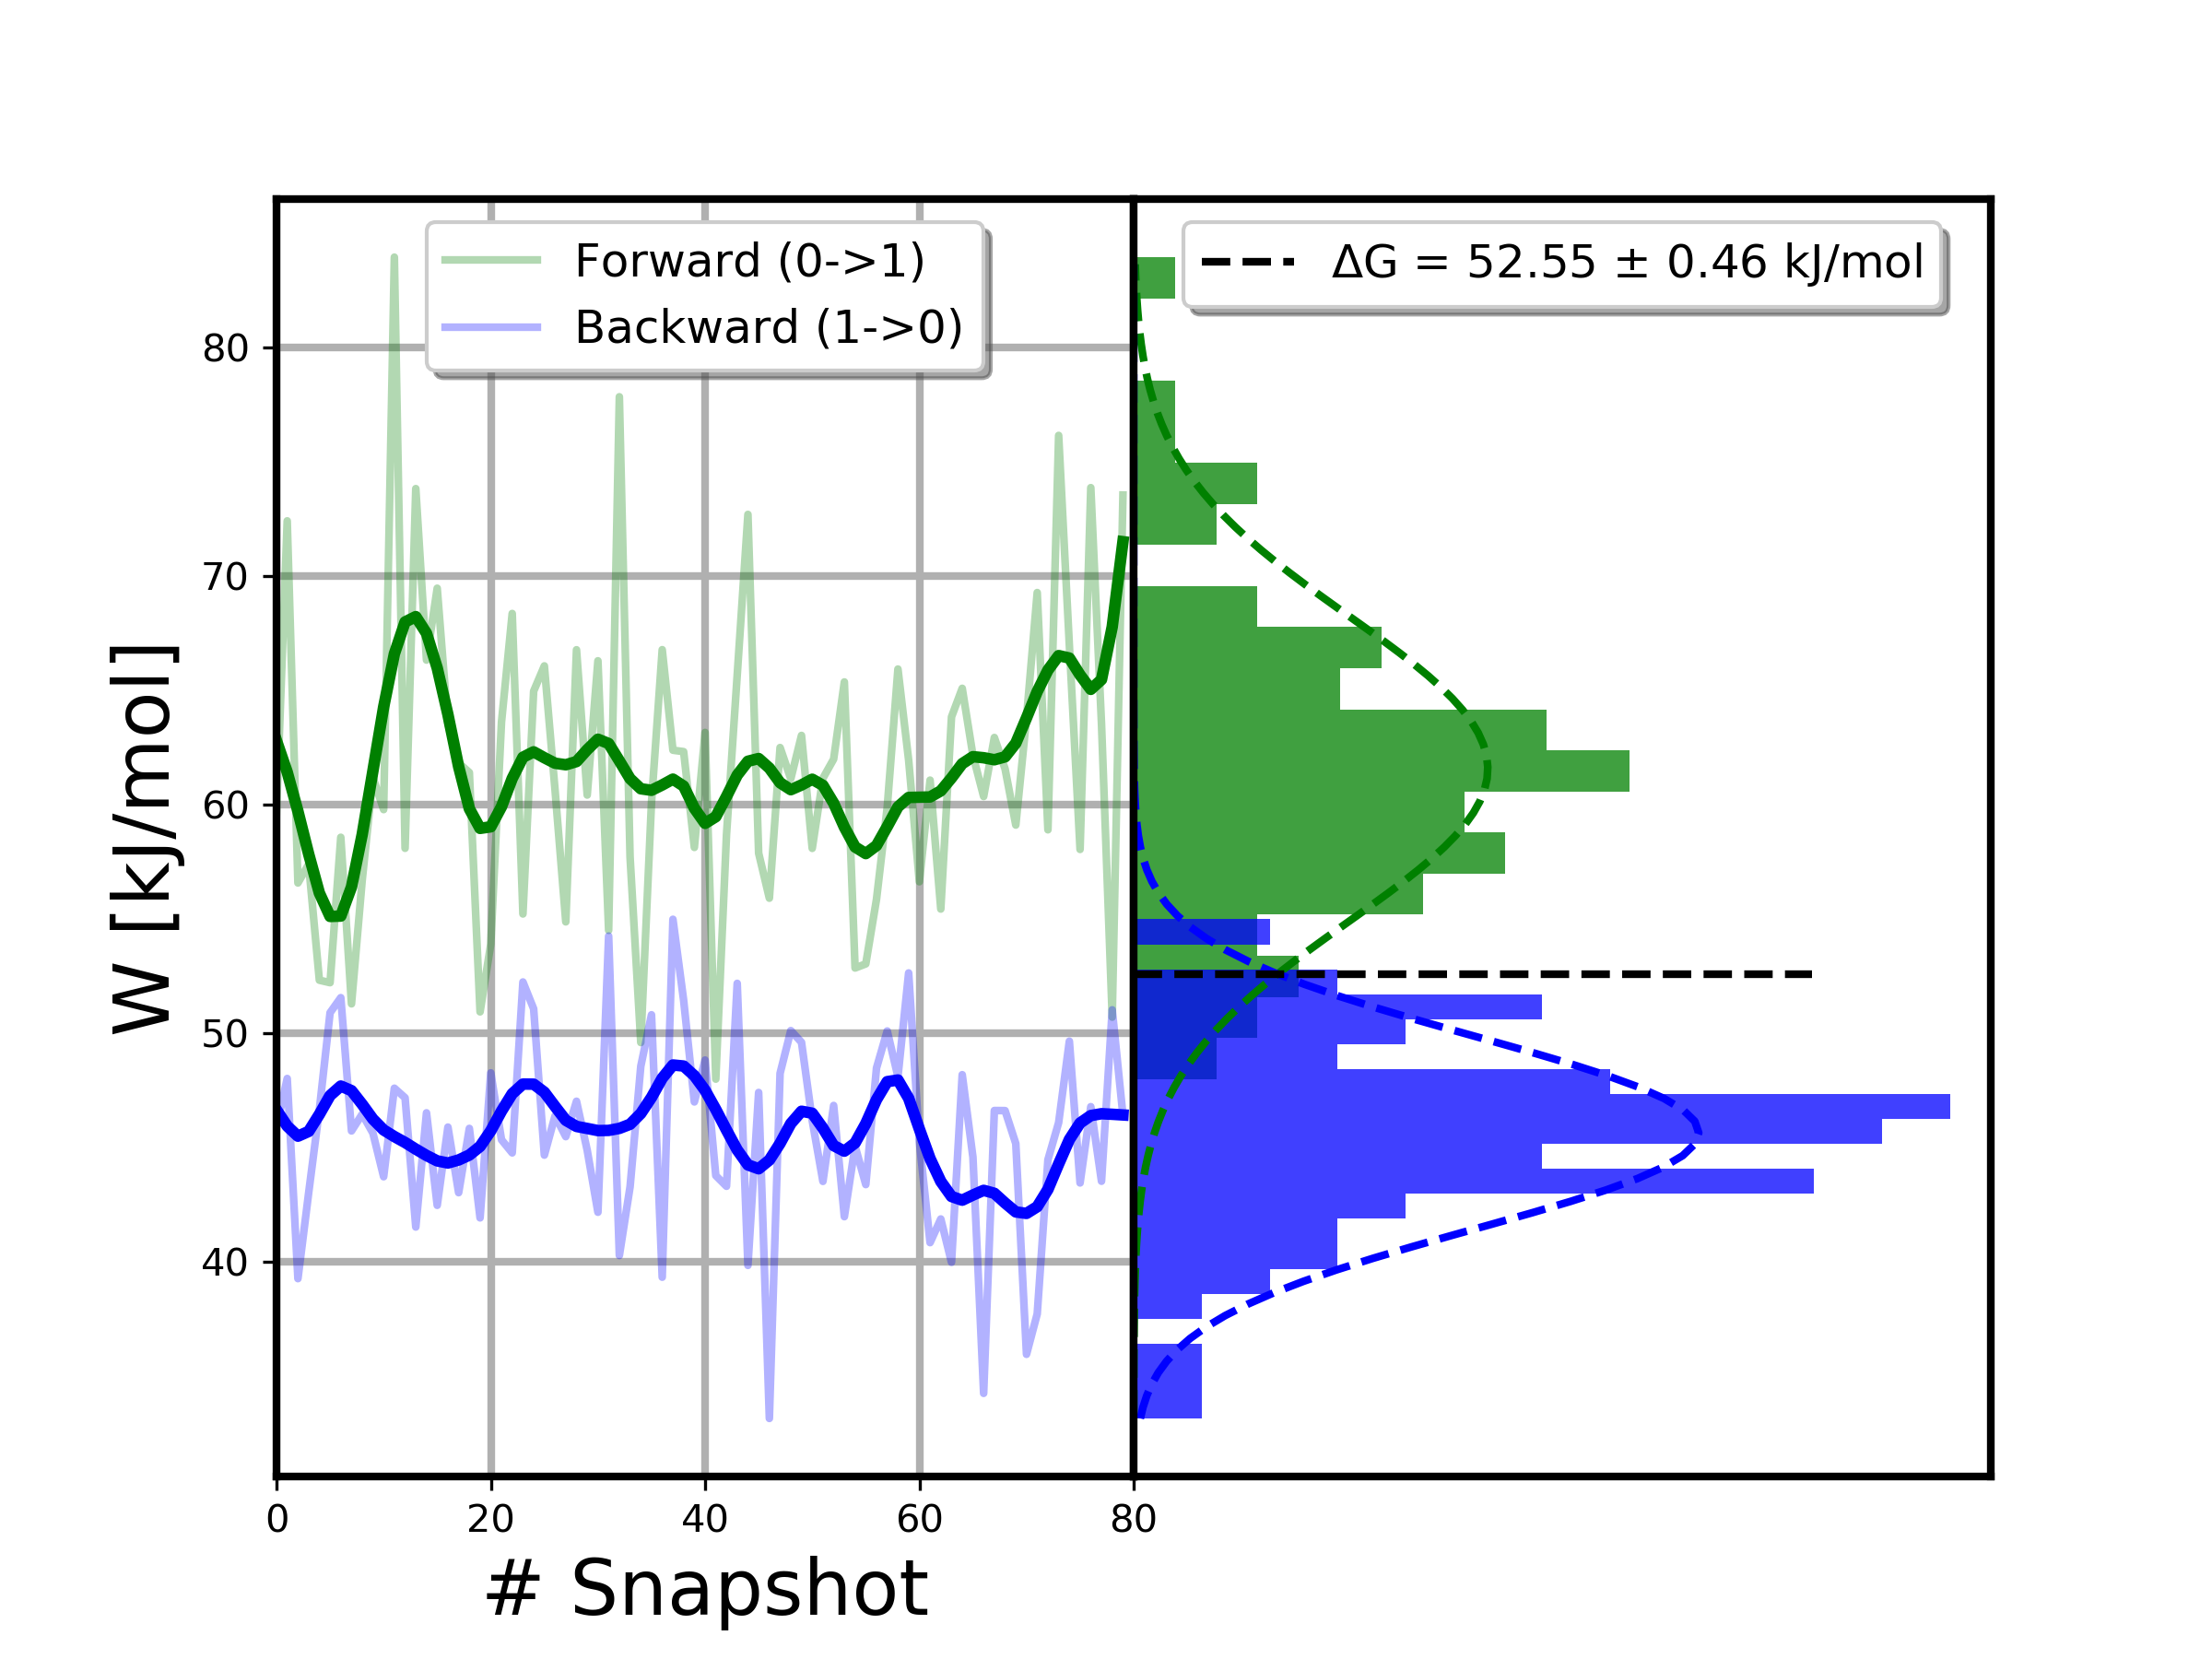 Forward (0->1)
Backward (1->0)
ΔG = 52.55 ± 0.46 kJ/mol
80
70
60
50
40
W [kJ/mol]
0 20 40 60 80
# Snapshot